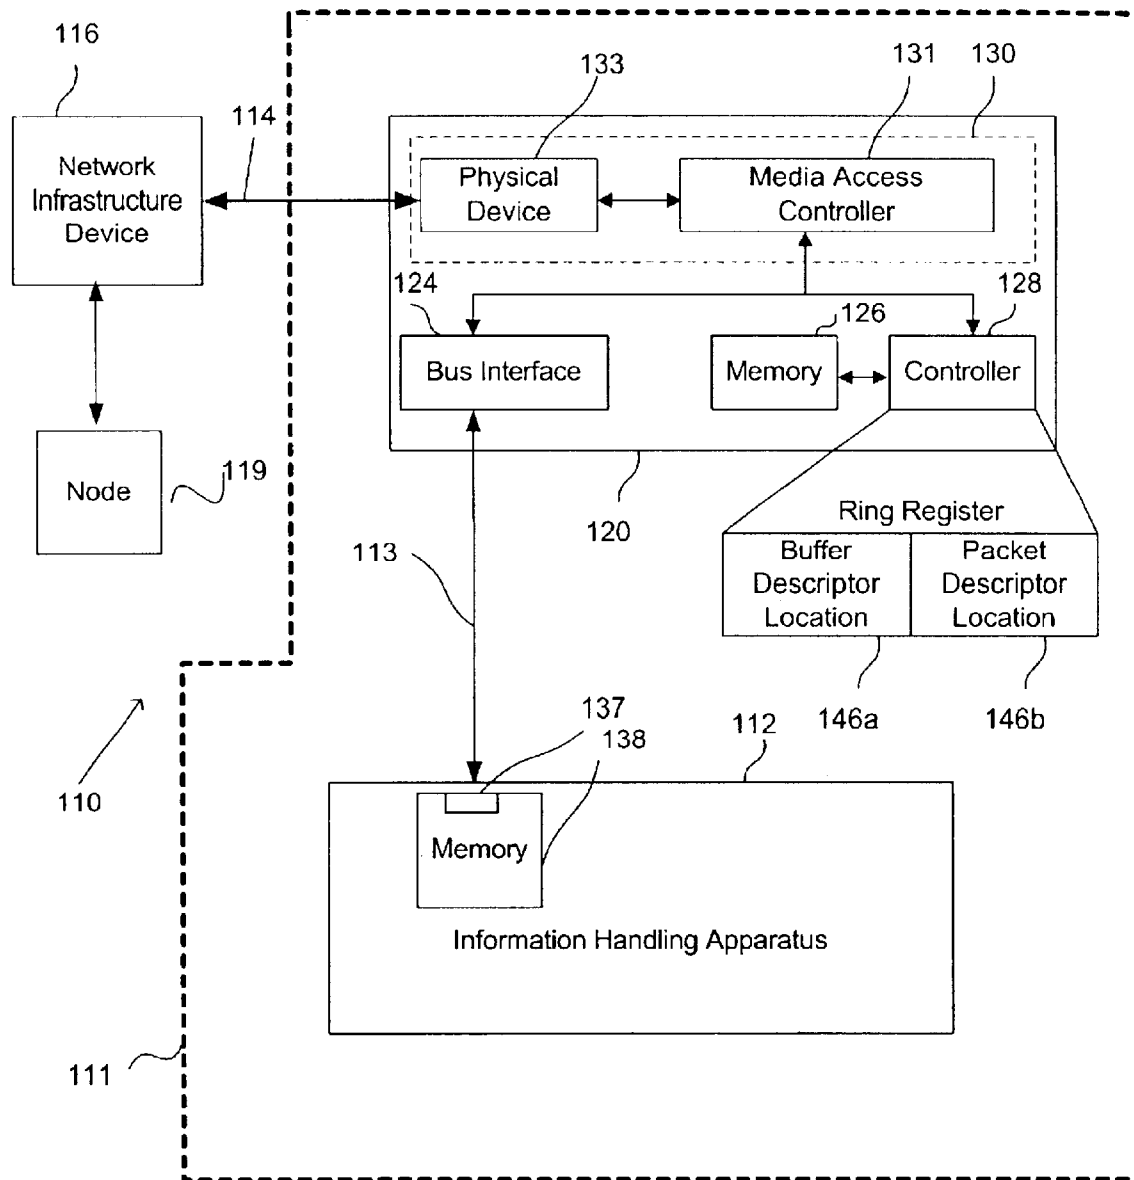 116
133
131
130
114
Network
Infrastructure
Device
Physical
Device
Media Access
Controller
124
126
128
Bus Interface
Memory
Controller
Node
119
120
Ring Register
113
Buffer
Descriptor
Location
Packet
Descriptor
Location
137
138
112
146a
146b
110
Memory
Information Handling Apparatus
111